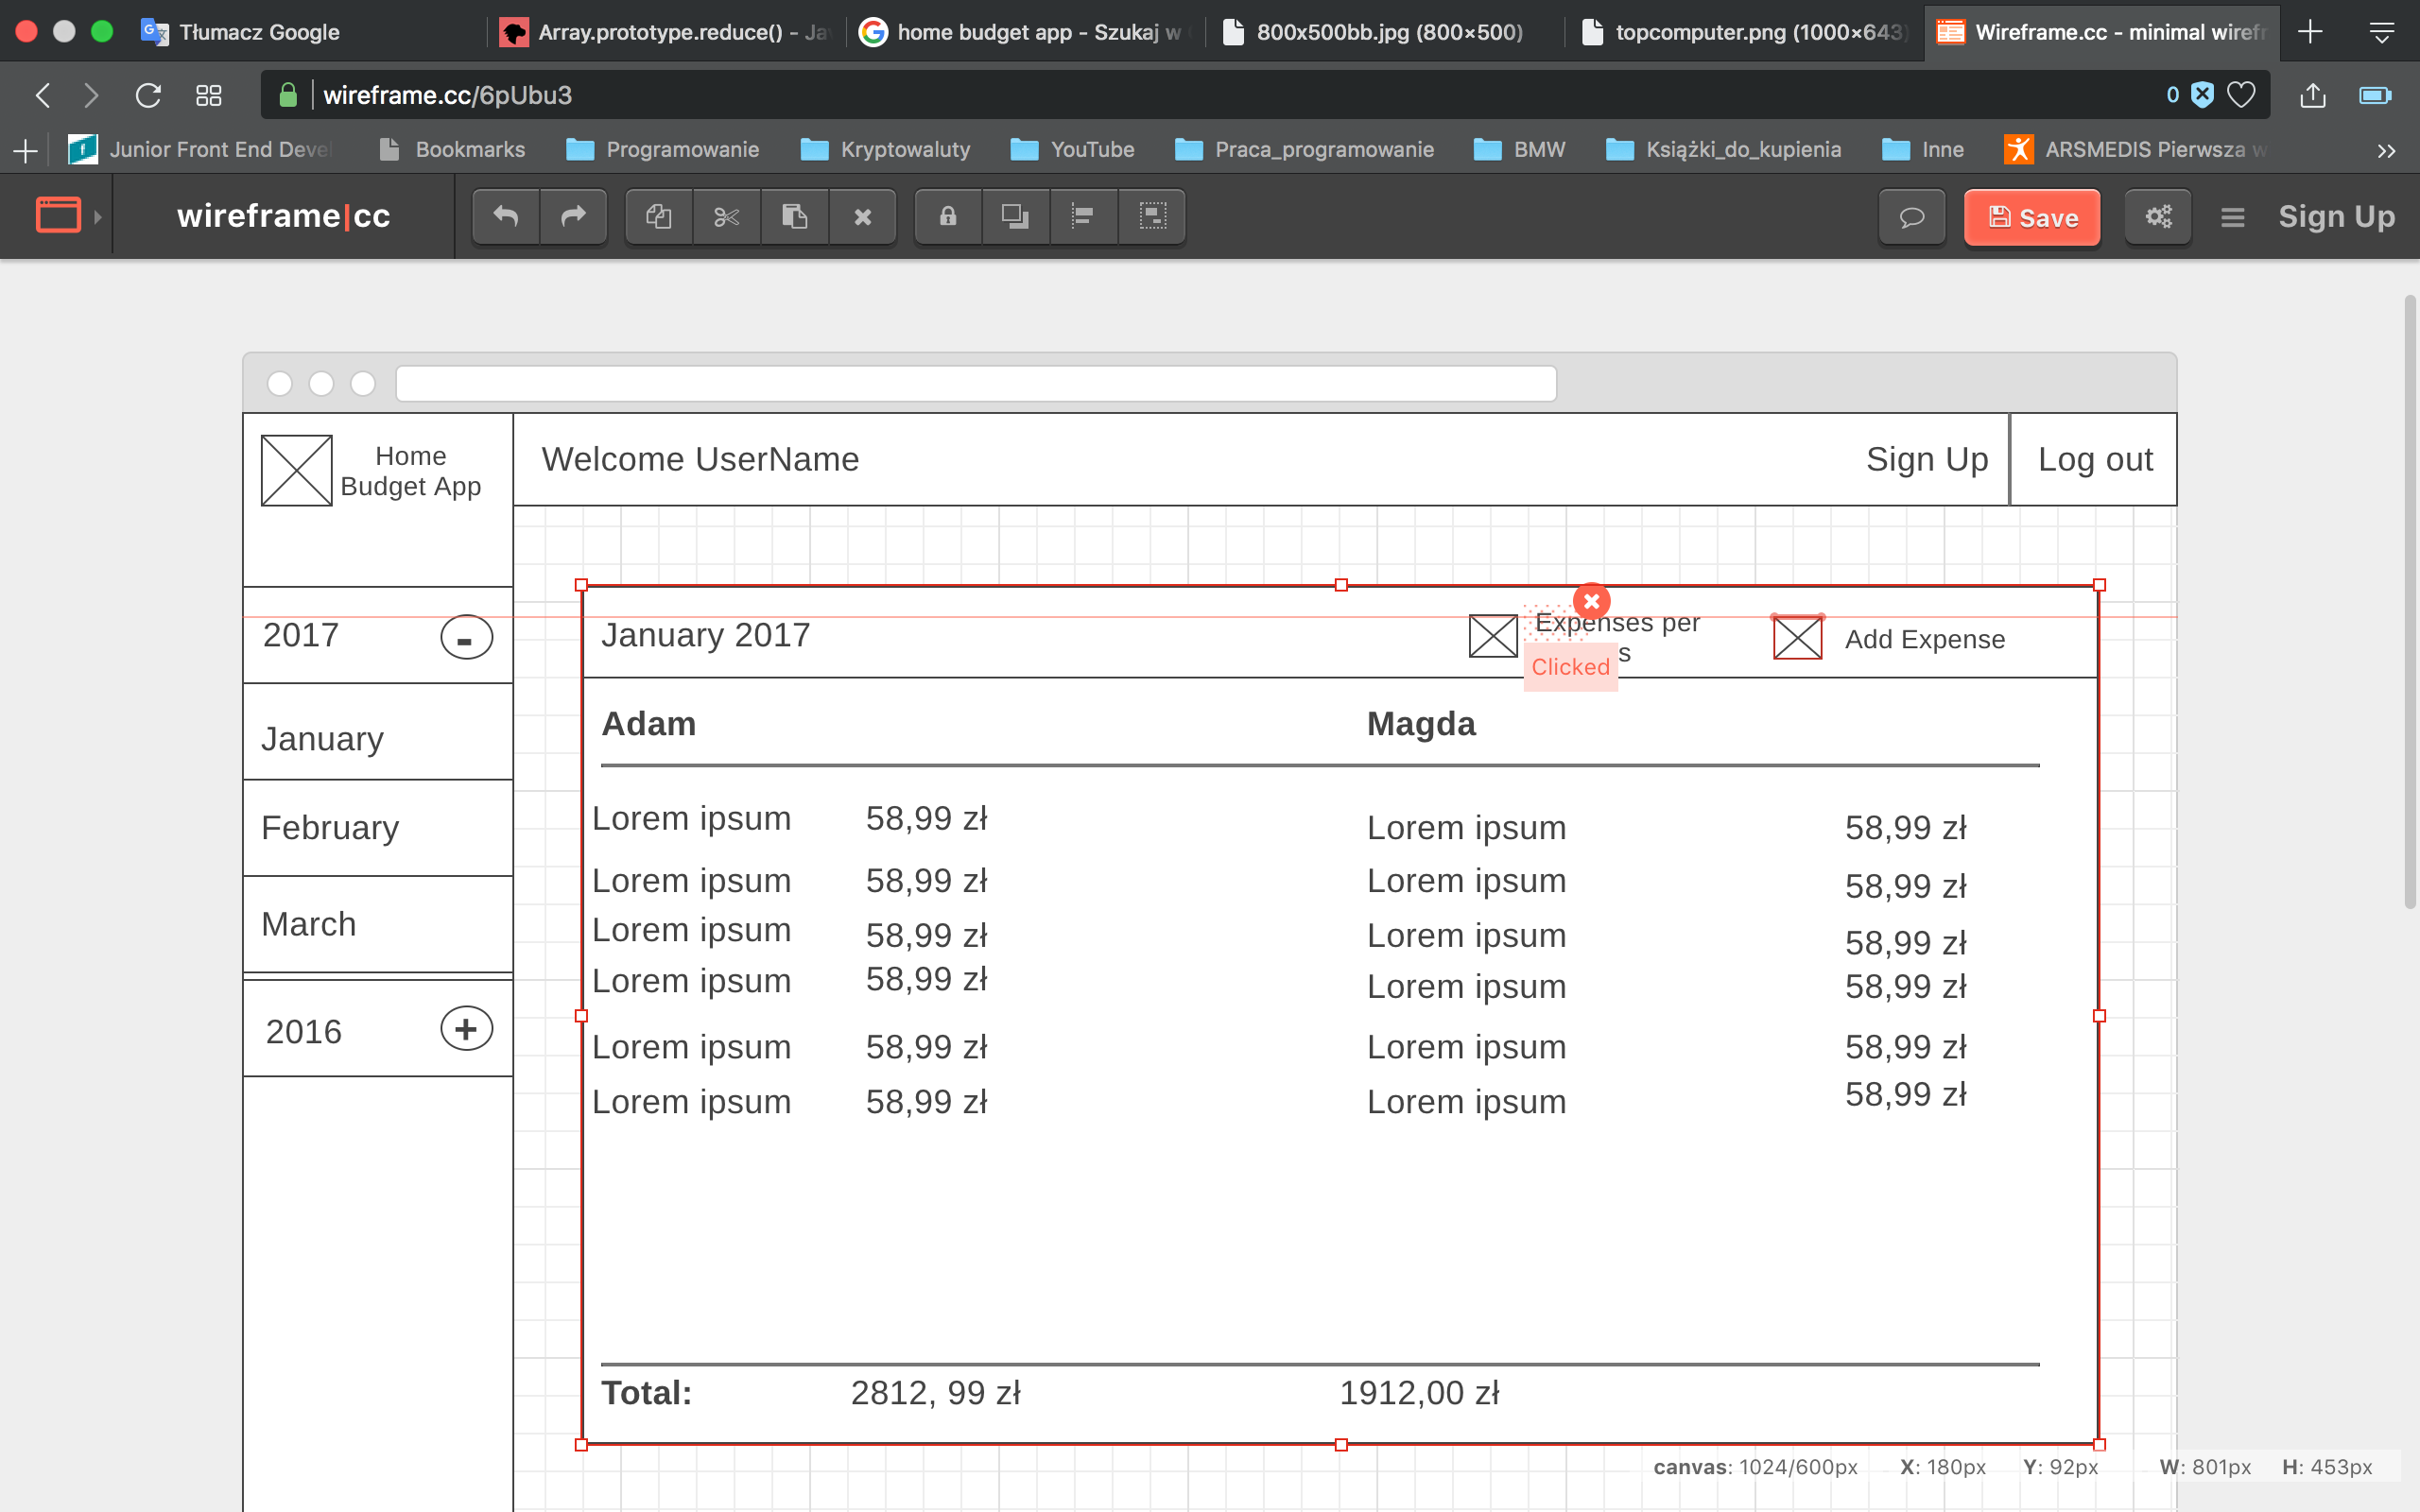 Tłumacz Google
Array.prototype.reduce() - Ja
home budget app - Szukaj w
800x500bb.jpg (800×500)
topcomputer.png (1000×643)
Wireframe.cc - minimal wirefr
wireframe.cc/6pUbu3
0
Junior Front End Deve
Bookmarks
Programowanie
Kryptowaluty
YouTube
Praca_programowanie
BMW
Książki_do_kupienia
Inne
ARSMEDIS Pierwsza w
wireframe|cc
Save
Sign Up
Home
Budget App
Welcome UserName
Sign Up
Log out
2017
-
January
February
March
2016
+
January 2017
Expenses per
s
Clicked
Add Expense
Adam
Magda
Lorem ipsum 58,99 zł Lorem ipsum 58,99 zł
Lorem ipsum 58,99 zł Lorem ipsum 58,99 zł
Lorem ipsum 58,99 zł Lorem ipsum 58,99 zł
Lorem ipsum 58,99 zł Lorem ipsum 58,99 zł
Lorem ipsum 58,99 zł Lorem ipsum 58,99 zł
Lorem ipsum 58,99 zł Lorem ipsum 58,99 zł
Total: 2812, 99 zł 1912,00 zł
canvas: 1024/600px X: 180px Y: 92px W: 801px H: 453px